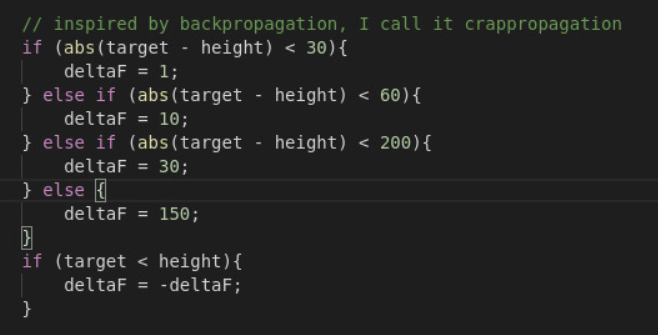 // inspired by backpropagation, I call it crappropagation
if (abs(target - height) < 30){
    deltaF = 1;
} else if (abs(target - height) < 60){
    deltaF = 10;
} else if (abs(target - height) < 200){
    deltaF = 30;
} else {
    deltaF = 150;
}
if (target < height){
    deltaF = -deltaF;
}